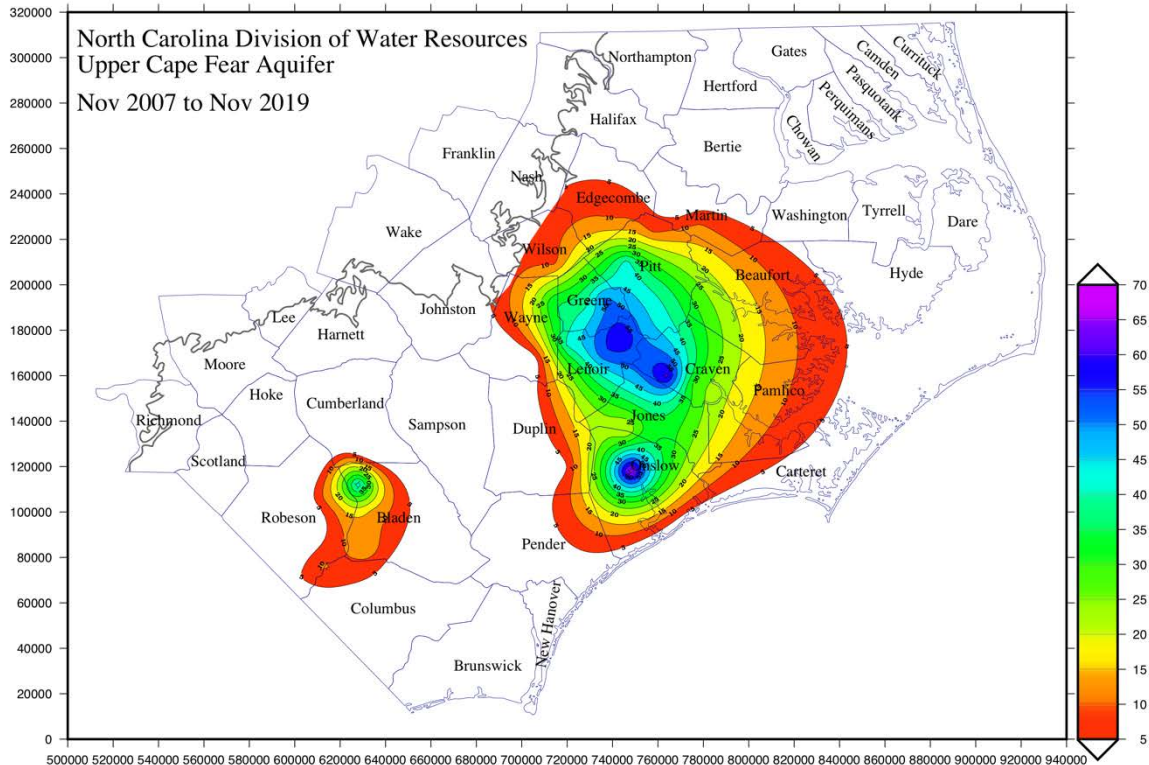 North Carolina Division of Water Resources
Upper Cape Fear Aquifer
Nov 2007 to Nov 2019
320000
300000
280000
260000
240000
220000
200000
180000
160000
140000
120000
100000
80000
60000
40000
20000
0
Northampton
Gates
Camden
Currituck
Hertford
Pasquotank
Perquimans
Halifax
Chowan
Bertie
Franklin
Nash
Edgecombe
Martin
Washington
Tyrrell
Dare
Wake
Wilson
Pitt
Beaufort
Hyde
Greene
Johnston
Wayne
Lee
Harnett
Moore
Lenoir
Craven
Pamlico
Hoke
Cumberland
Jones
Richmond
Sampson
Duplin
Scotland
Onslow
Carteret
Robeson
Bladen
Pender
Columbus
New Hanover
Brunswick
500000 520000 540000 560000 580000 600000 620000 640000 660000 680000 700000 720000 740000 760000 780000 800000 820000 840000 860000 880000 900000 920000 940000
70
65
60
55
50
45
40
35
30
25
20
15
10
5